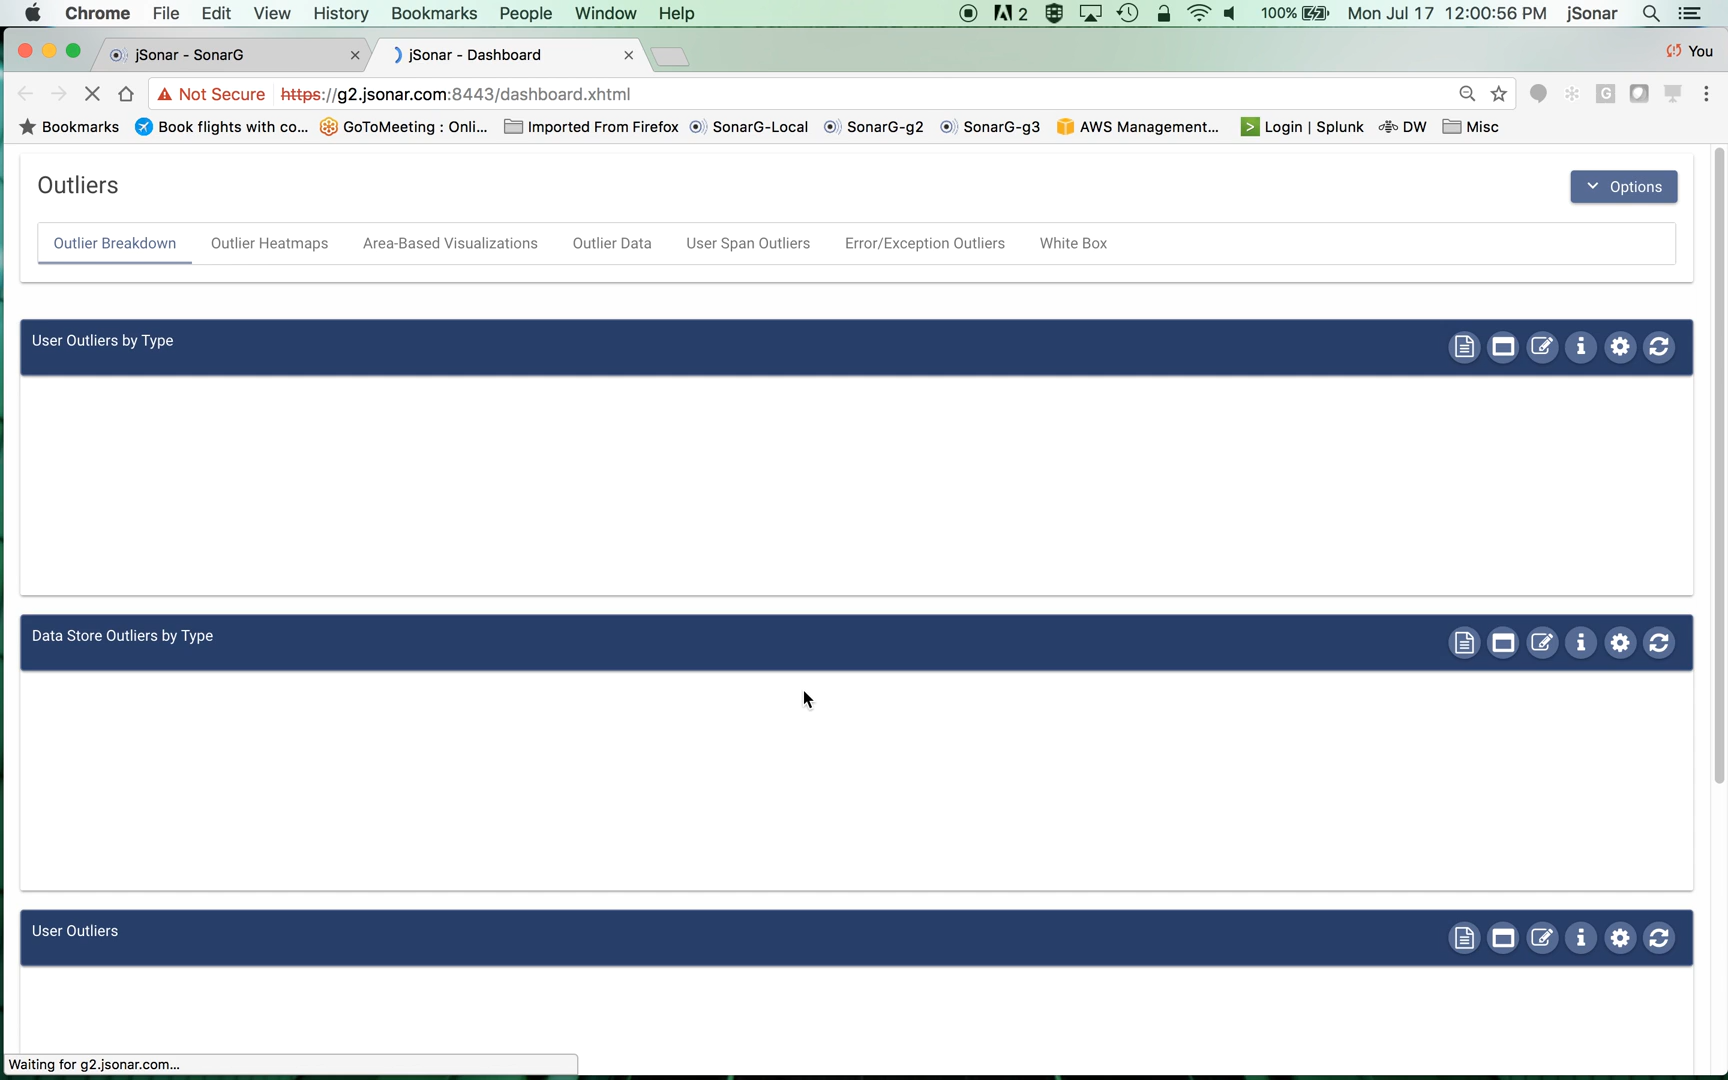 Chrome File Edit View History Bookmarks People Window Help 2 100% Mon Jul 17 12:00:56 PM jSonar
jSonar - SonarG jSonar - Dashboard You
Not Secure https://g2.jsonar.com:8443/dashboard.xhtml
Bookmarks Book flights with co... GoToMeeting : Onli... Imported From Firefox SonarG-Local SonarG-g2 SonarG-g3 AWS Management... Login | Splunk DW Misc
Outliers
Options
Outlier Breakdown Outlier Heatmaps Area-Based Visualizations Outlier Data User Span Outliers Error/Exception Outliers White Box
User Outliers by Type
Data Store Outliers by Type
User Outliers
Waiting for g2.jsonar.com...